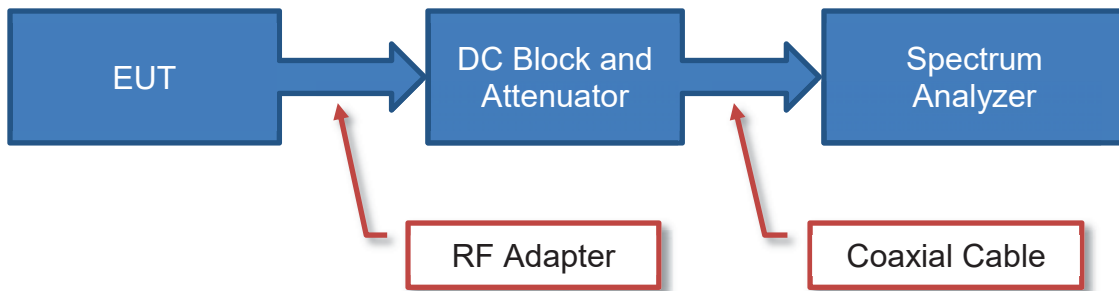 EUT
DC Block and
Attenuator
Spectrum
Analyzer
RF Adapter
Coaxial Cable